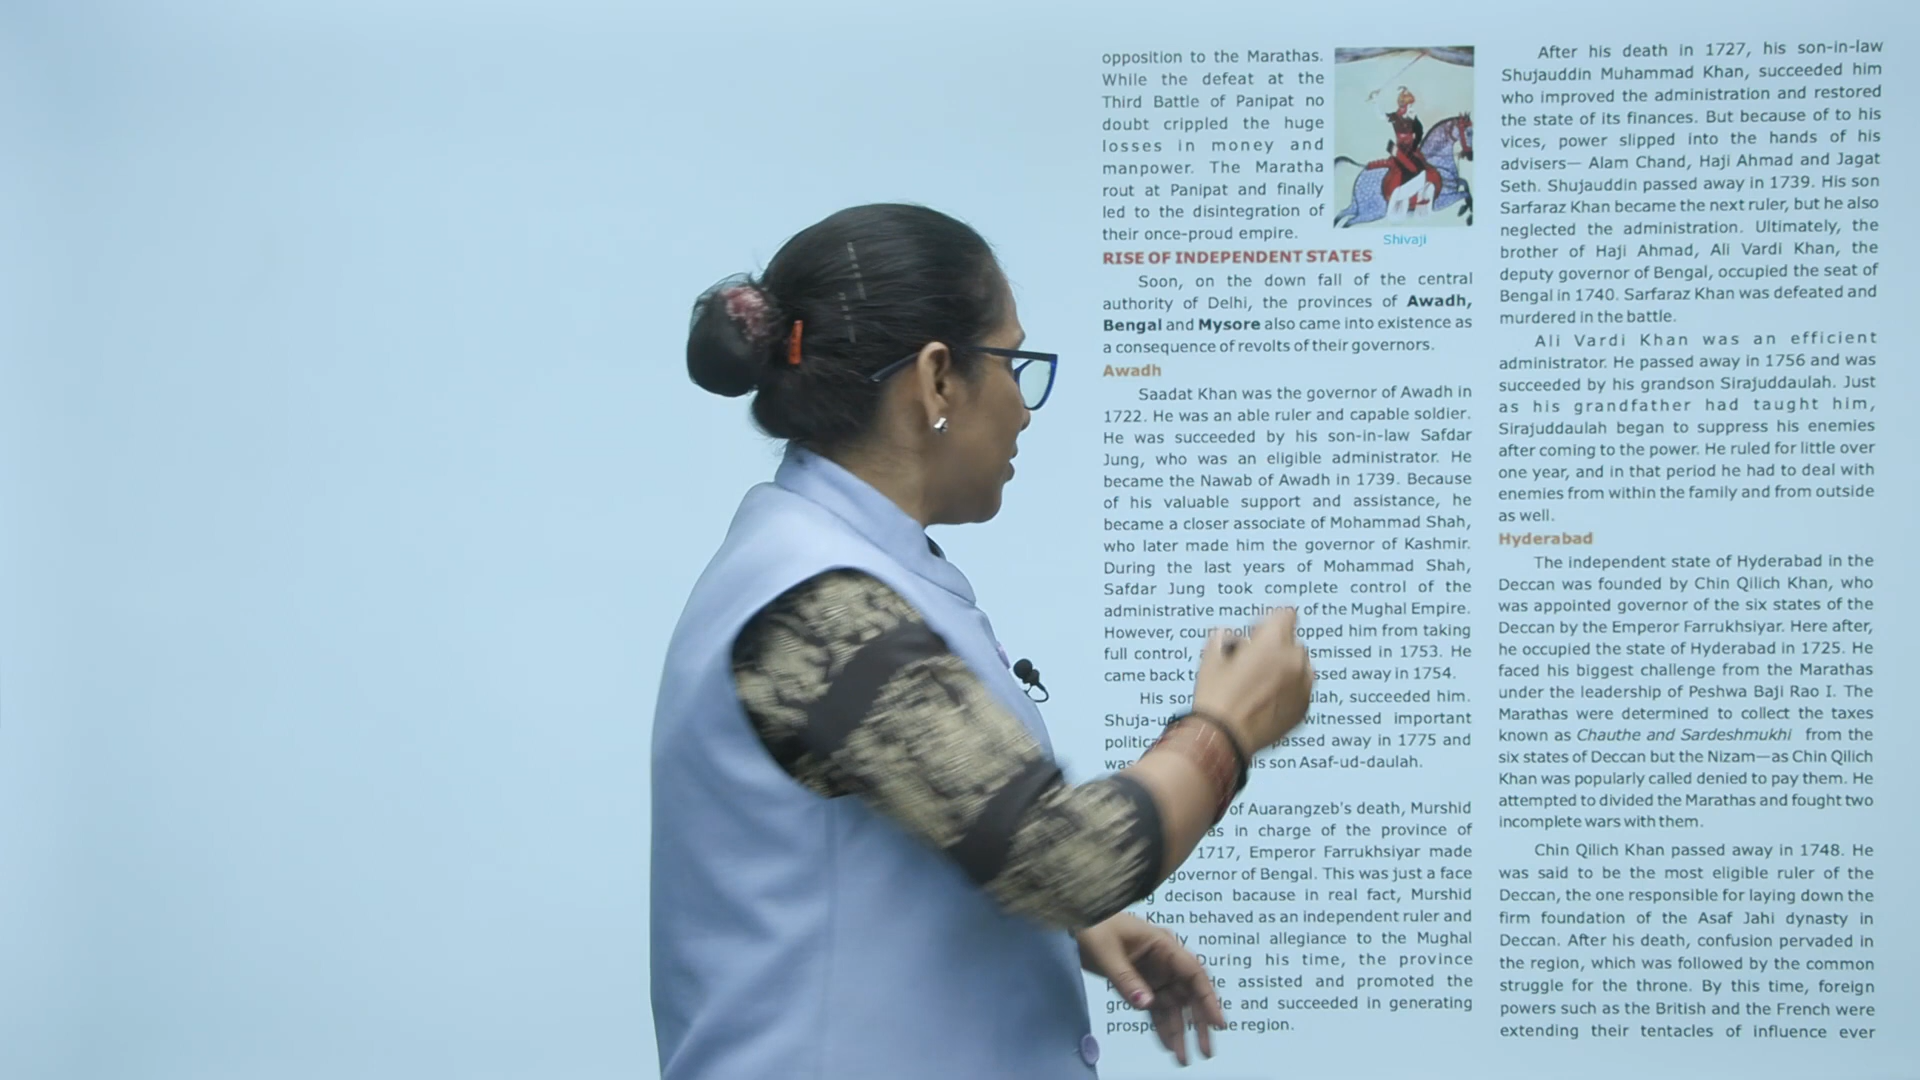 opposition to the Marathas.
While the defeat at the
Third Battle of Panipat no
doubt crippled the huge
losses in money and
manpower. The Maratha
rout at Panipat and finally
led to the disintegration of
their once-proud empire.
Shivaji
RISE OF INDEPENDENT STATES
Soon, on the down fall of the central
authority of Delhi, the provinces of Awadh,
Bengal and Mysore also came into existence as
a consequence of revolts of their governors.
Awadh
Saadat Khan was the governor of Awadh in
1722. He was an able ruler and capable soldier.
He was succeeded by his son-in-law Safdar
Jung, who was an eligible administrator. He
became the Nawab of Awadh in 1739. Because
of his valuable support and assistance, he
became a closer associate of Mohammad Shah,
who later made him the governor of Kashmir.
During the last years of Mohammad Shah,
Safdar Jung took complete control of the
administrative machinery of the Mughal Empire.
However, court him from taking
full control, in 1753. He
came back away in 1754.
His succeeded him.
witnessed important
passed away in 1775 and
was son Asaf-ud-daulah.
of Auarangzeb's death, Murshid
in charge of the province of
1717, Emperor Farrukhsiyar made
governor of Bengal. This was just a face
decison bacause in real fact, Murshid
Khan behaved as an independent ruler and
nominal allegiance to the Mughal
During his time, the province
assisted and promoted the
and succeeded in generating
region.
After his death in 1727, his son-in-law
Shujauddin Muhammad Khan, succeeded him
who improved the administration and restored
the state of its finances. But because of to his
vices, power slipped into the hands of his
advisers— Alam Chand, Haji Ahmad and Jagat
Seth. Shujauddin passed away in 1739. His son
Sarfaraz Khan became the next ruler, but he also
neglected the administration. Ultimately, the
brother of Haji Ahmad, Ali Vardi Khan, the
deputy governor of Bengal, occupied the seat of
Bengal in 1740. Sarfaraz Khan was defeated and
murdered in the battle.
Ali Vardi Khan was an efficient
administrator. He passed away in 1756 and was
succeeded by his grandson Sirajuddaulah. Just
as his grandfather had taught him,
Sirajuddaulah began to suppress his enemies
after coming to the power. He ruled for little over
one year, and in that period he had to deal with
enemies from within the family and from outside
as well.
Hyderabad
The independent state of Hyderabad in the
Deccan was founded by Chin Qilich Khan, who
was appointed governor of the six states of the
Deccan by the Emperor Farrukhsiyar. Here after,
he occupied the state of Hyderabad in 1725. He
faced his biggest challenge from the Marathas
under the leadership of Peshwa Baji Rao I. The
Marathas were determined to collect the taxes
known as Chauthe and Sardeshmukhi from the
six states of Deccan but the Nizam—as Chin Qilich
Khan was popularly called denied to pay them. He
attempted to divided the Marathas and fought two
incomplete wars with them.
Chin Qilich Khan passed away in 1748. He
was said to be the most eligible ruler of the
Deccan, the one responsible for laying down the
firm foundation of the Asaf Jahi dynasty in
Deccan. After his death, confusion pervaded in
the region, which was followed by the common
struggle for the throne. By this time, foreign
powers such as the British and the French were
extending their tentacles of influence ever